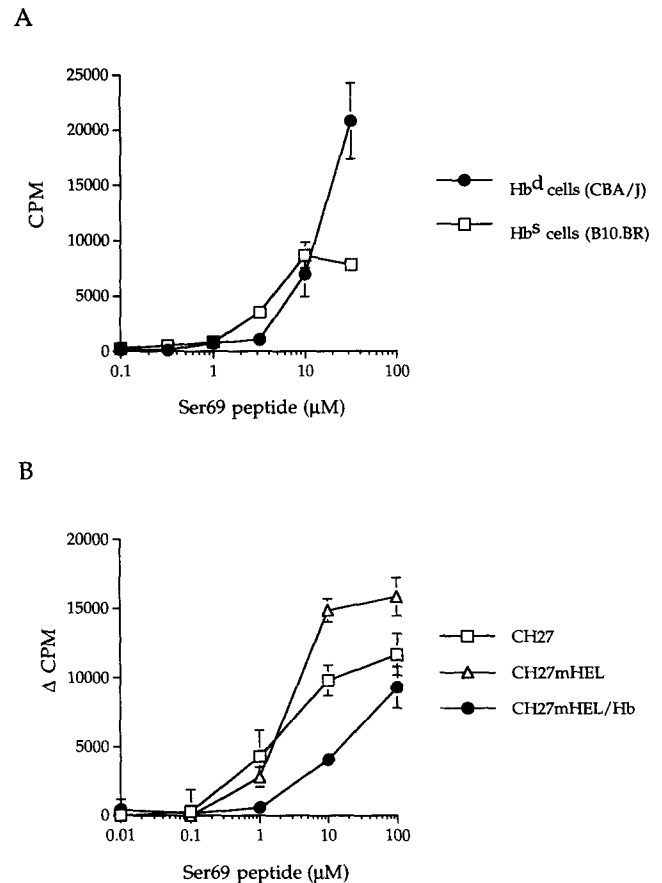 A
25000
20000
15000
10000
5000
0
CPM
0.1
1
10
100
Ser69 peptide (µM)
Hbd cells (CBA/J)
Hbs cells (B10.BR)
B
20000
15000
10000
5000
0
Δ CPM
0.01
0.1
1
10
100
Ser69 peptide (µM)
CH27
CH27mHEL
CH27mHEL/Hb